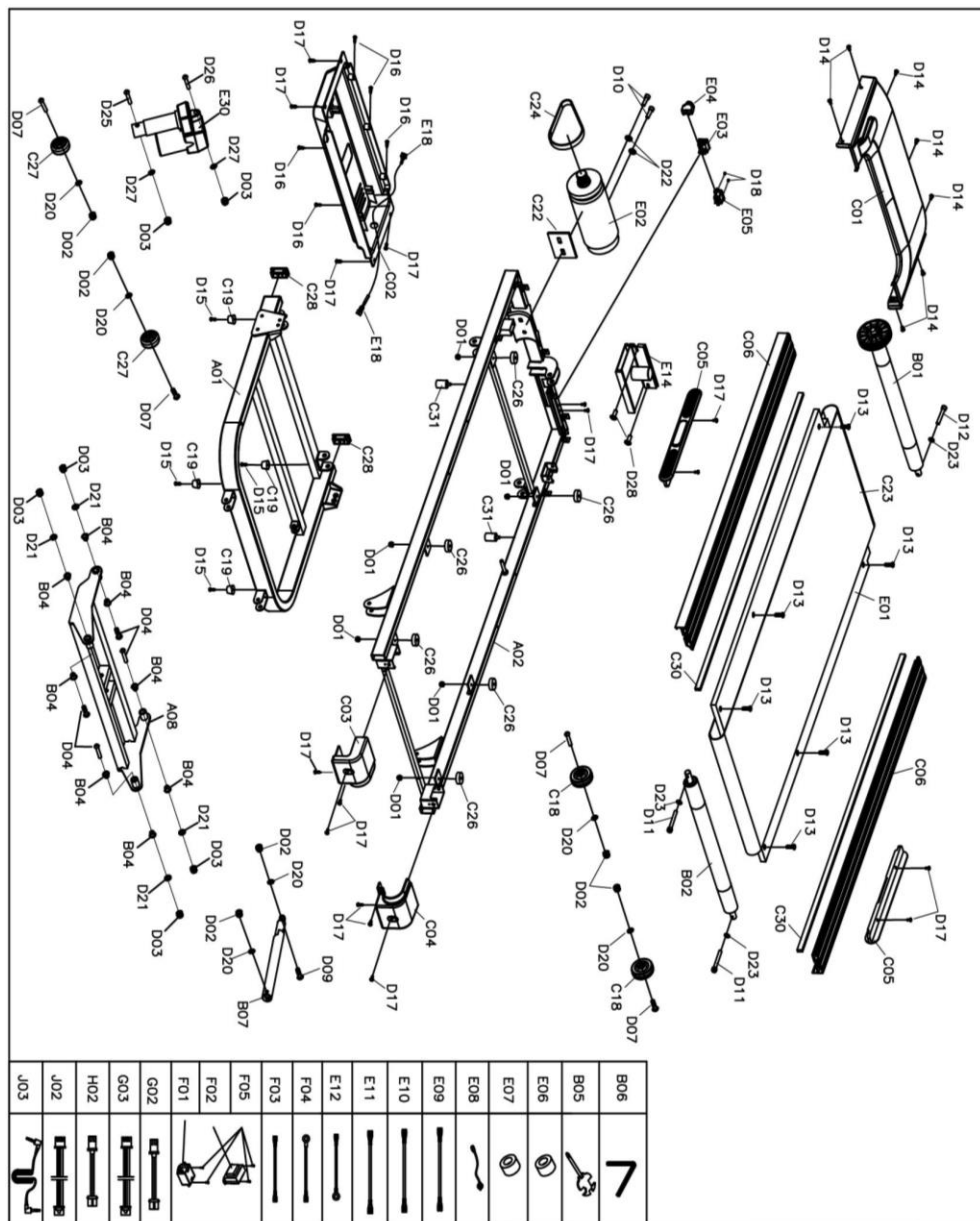 D17
D16
D17
D16
E18
D16
D16
D17
C02
E18
D26
E30
D25
D27
D03
D27
D03
D07
C27
D20
D02
D02
D20
C27
D07
D10
C24
D22
C22
E02
E04
E03
D18
E05
D14
D14
D14
D14
C01
D14
B01
D12
D23
C28
C19
D15
A01
C28
C19
D15
D15
C19
D15
C19
D01
C26
C31
D17
D01
C26
C31
D01
C26
D01
C26
A02
D01
C26
D01
C26
E14
C05
D17
D28
C06
D13
C23
D13
E01
D13
C30
D13
D13
C06
D13
C30
D17
C05
D03
D21
D03
D21
B04
B04
B04
D04
B04
B04
A08
D04
B04
B04
D21
D03
B04
D21
D03
C03
D17
D17
D17
C04
D17
D02
D20
D02
D20
D09
B07
D07
C18
D20
D02
D20
C18
D07
D23
D11
B02
D23
D11
B06
B05
E06
E07
E08
E09
E10
E11
E12
F04
F03
F05
F02
F01
G02
G03
H02
J02
J03